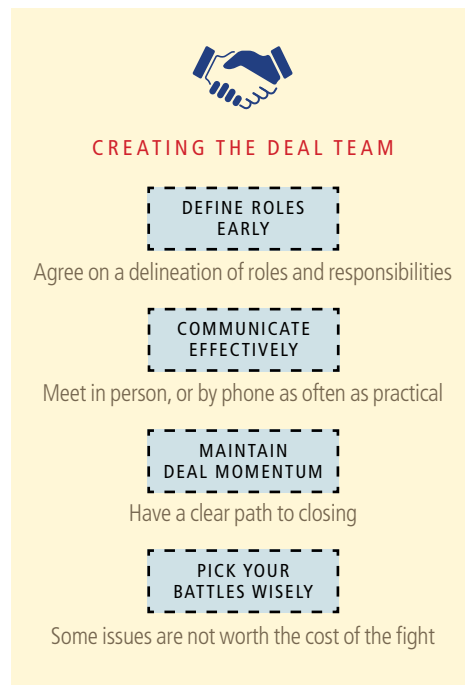 CREATING THE DEAL TEAM
DEFINE ROLES
EARLY
Agree on a delineation of roles and responsibilities
COMMUNICATE
EFFECTIVELY
Meet in person, or by phone as often as practical
MAINTAIN
DEAL MOMENTUM
Have a clear path to closing
PICK YOUR
BATTLES WISELY
Some issues are not worth the cost of the fight